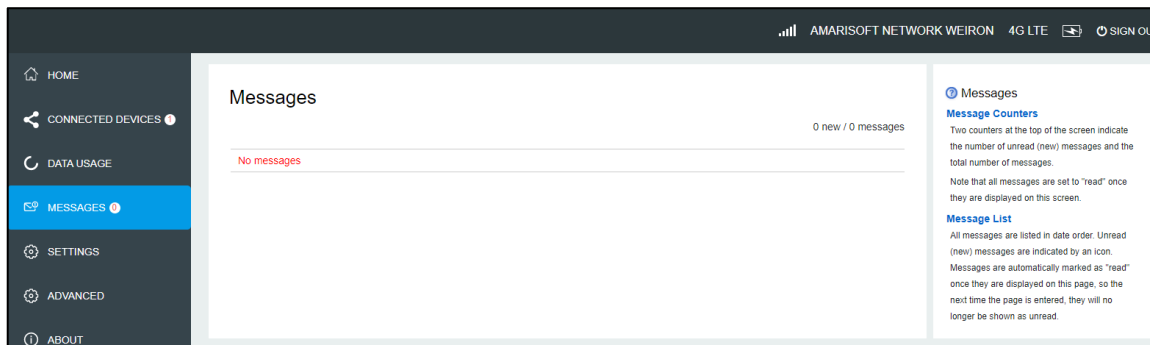 AMARISOFT NETWORK WEIRON 4G LTE SIGN OU
HOME
CONNECTED DEVICES 1
DATA USAGE
MESSAGES 0
SETTINGS
ADVANCED
ABOUT
Messages
0 new / 0 messages
No messages
Messages
Message Counters
Two counters at the top of the screen indicate
the number of unread (new) messages and the
total number of messages.
Note that all messages are set to "read" once
they are displayed on this screen.
Message List
All messages are listed in date order. Unread
(new) messages are indicated by an icon.
Messages are automatically marked as "read"
once they are displayed on this page, so the
next time the page is entered, they will no
longer be shown as unread.